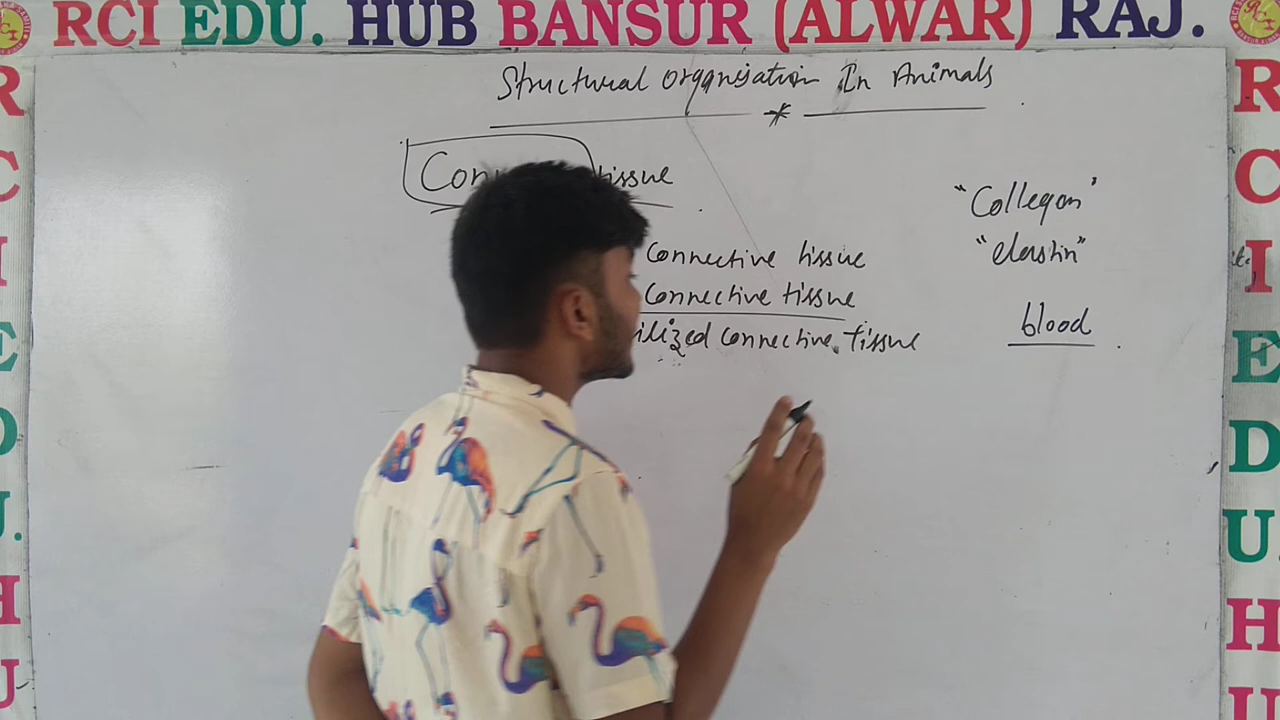 RCI EDU. HUB BANSUR (ALWAR) RAJ.
Structural organisation In Animals
Con tissue
"Collegan"
Connective tissue
"elastin"
Connective tissue
blood
ilized connective tissue
R
C
I
E
D
U.
H
U
R
C
I
E
D
U.
H
U